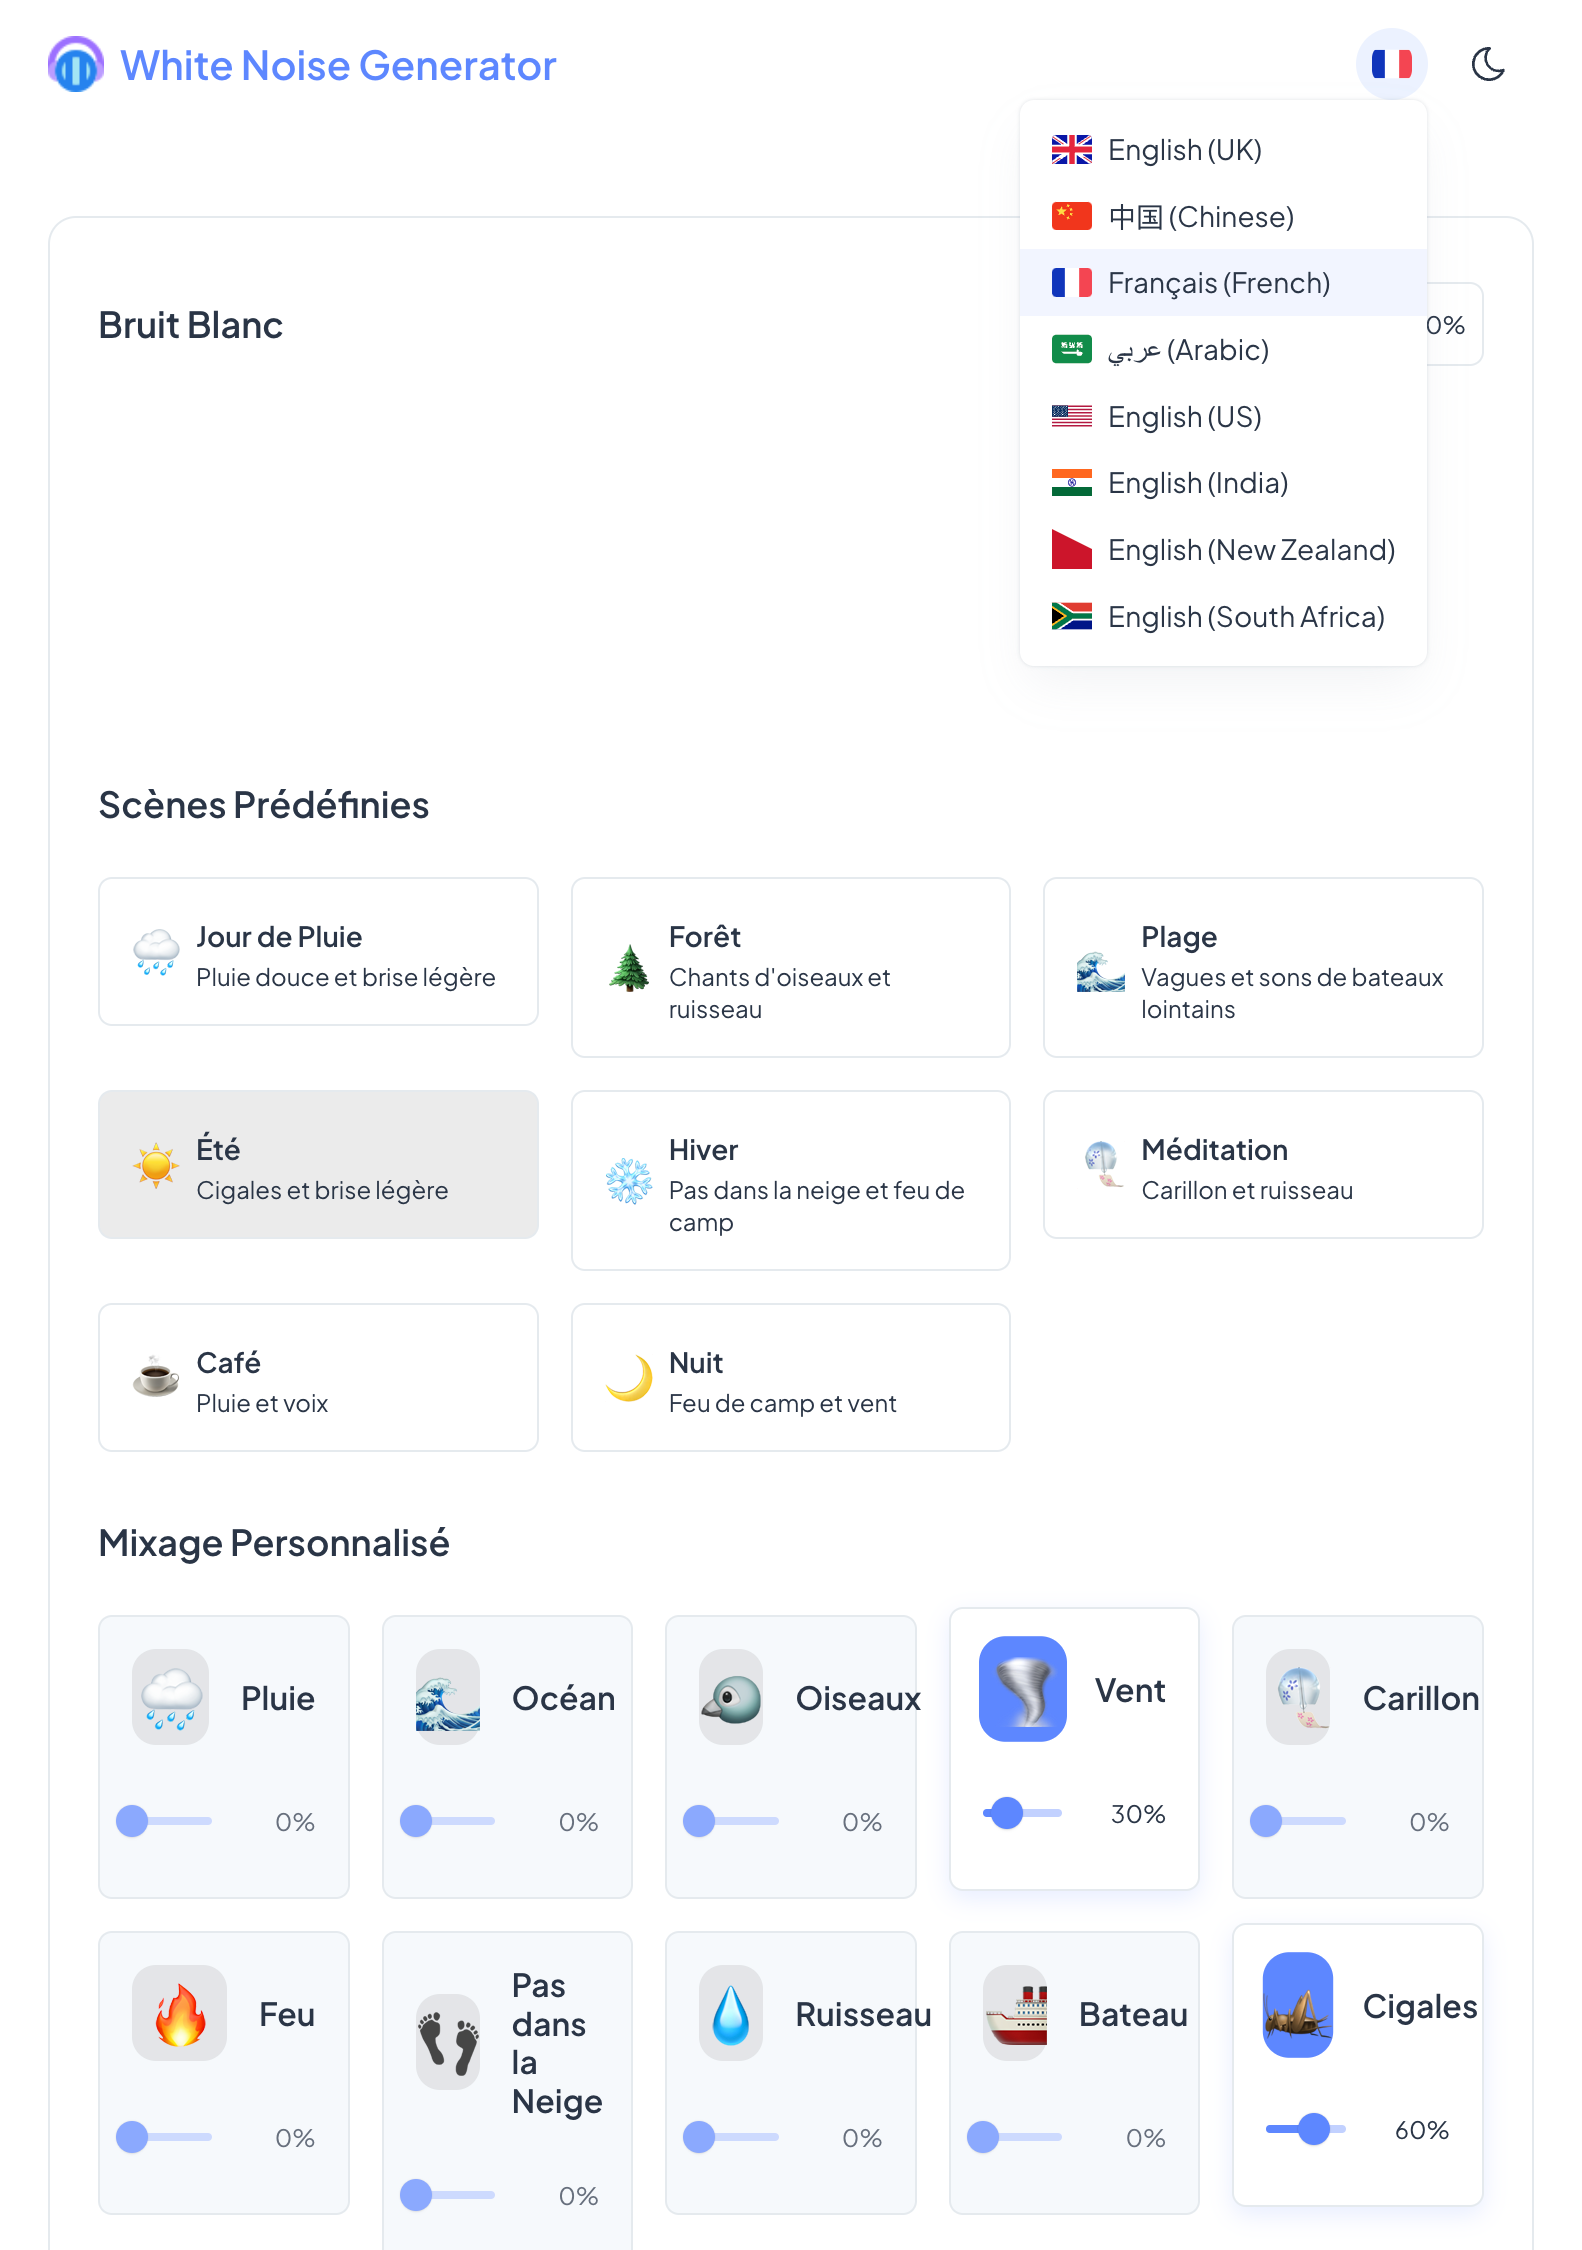 White Noise Generator
English (UK)
中国 (Chinese)
Français (French)
عربي (Arabic)
English (US)
English (India)
English (New Zealand)
English (South Africa)
Bruit Blanc
0%
Scènes Prédéfinies
Jour de Pluie
Pluie douce et brise légère
Forêt
Chants d'oiseaux et
ruisseau
Plage
Vagues et sons de bateaux
lointains
Été
Cigales et brise légère
Hiver
Pas dans la neige et feu de
camp
Méditation
Carillon et ruisseau
Café
Pluie et voix
Nuit
Feu de camp et vent
Mixage Personnalisé
Pluie
0%
Océan
0%
Oiseaux
0%
Vent
30%
Carillon
0%
Feu
0%
Pas
dans
la
Neige
0%
Ruisseau
0%
Bateau
0%
Cigales
60%